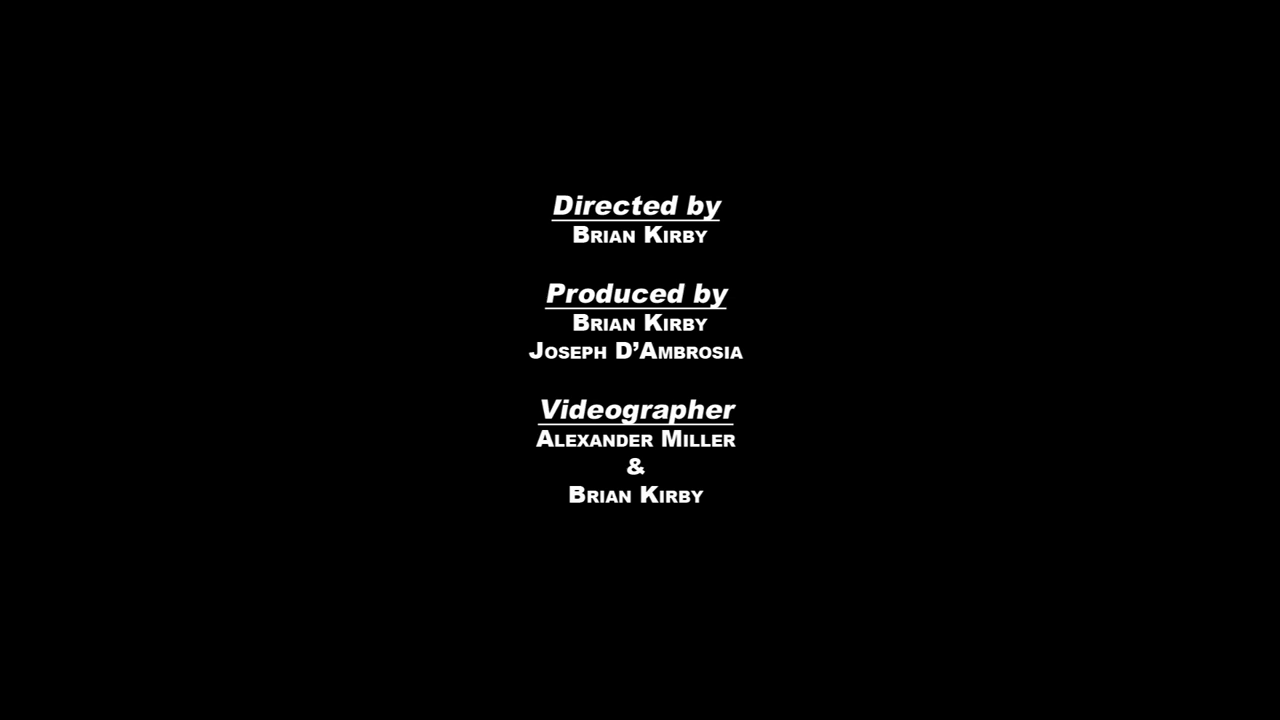 Directed by
Brian Kirby
Produced by
Brian Kirby
Joseph D’Ambrosia
Videographer
Alexander Miller
&
Brian Kirby